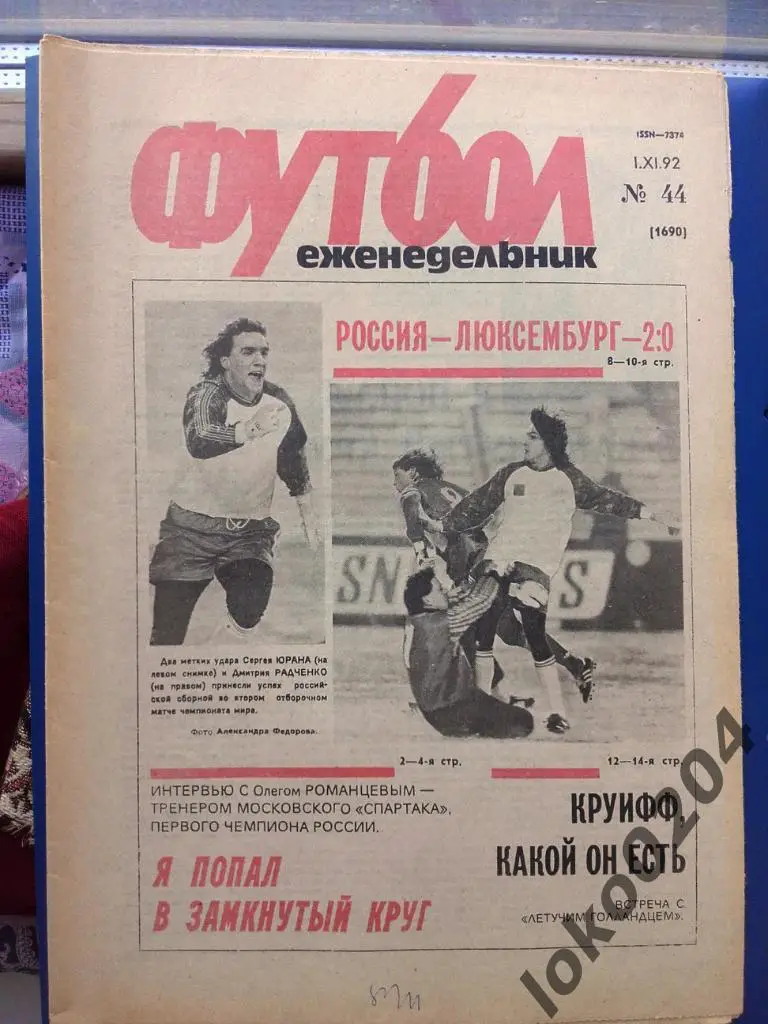 ФУТБОЛ
еженедельник
ISSN—7374
1.XI.92
№ 44
(1690)
РОССИЯ—ЛЮКСЕМБУРГ—2:0
8—10-я стр.
SN
S
Два метких удара Сергея ЮРАНА (на
левом снимке) и Дмитрия РАДЧЕНКО
(на правом) принесли успех россий-
ской сборной во втором отборочном
матче чемпионата мира.
Фото Александра Федорова.
2—4-я стр.
ИНТЕРВЬЮ С Олегом РОМАНЦЕВЫМ —
ТРЕНЕРОМ МОСКОВСКОГО «СПАРТАКА»,
ПЕРВОГО ЧЕМПИОНА РОССИИ.
Я ПОПАЛ
В ЗАМКНУТЫЙ КРУГ
12—14-я стр.
КРУИФФ,
КАКОЙ ОН ЕСТЬ
ВСТРЕЧА С
«ЛЕТУЧИМ ГОЛЛАНДЦЕМ».
loko00204